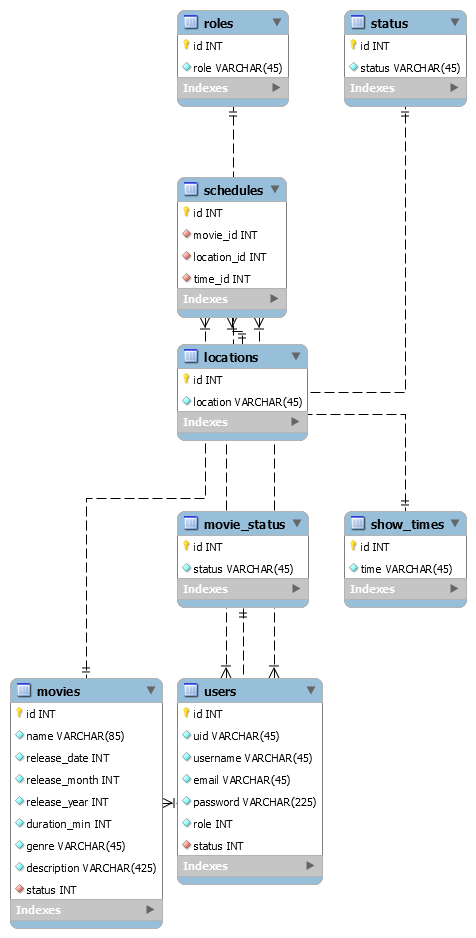 roles
id INT
role VARCHAR(45)
Indexes
status
id INT
status VARCHAR(45)
Indexes
schedules
id INT
movie_id INT
location_id INT
time_id INT
Indexes
locations
id INT
location VARCHAR(45)
Indexes
movie_status
id INT
status VARCHAR(45)
Indexes
show_times
id INT
time VARCHAR(45)
Indexes
movies
id INT
name VARCHAR(85)
release_date INT
release_month INT
release_year INT
duration_min INT
genre VARCHAR(45)
description VARCHAR(425)
status INT
Indexes
users
id INT
uid VARCHAR(45)
username VARCHAR(45)
email VARCHAR(45)
password VARCHAR(225)
role INT
status INT
Indexes